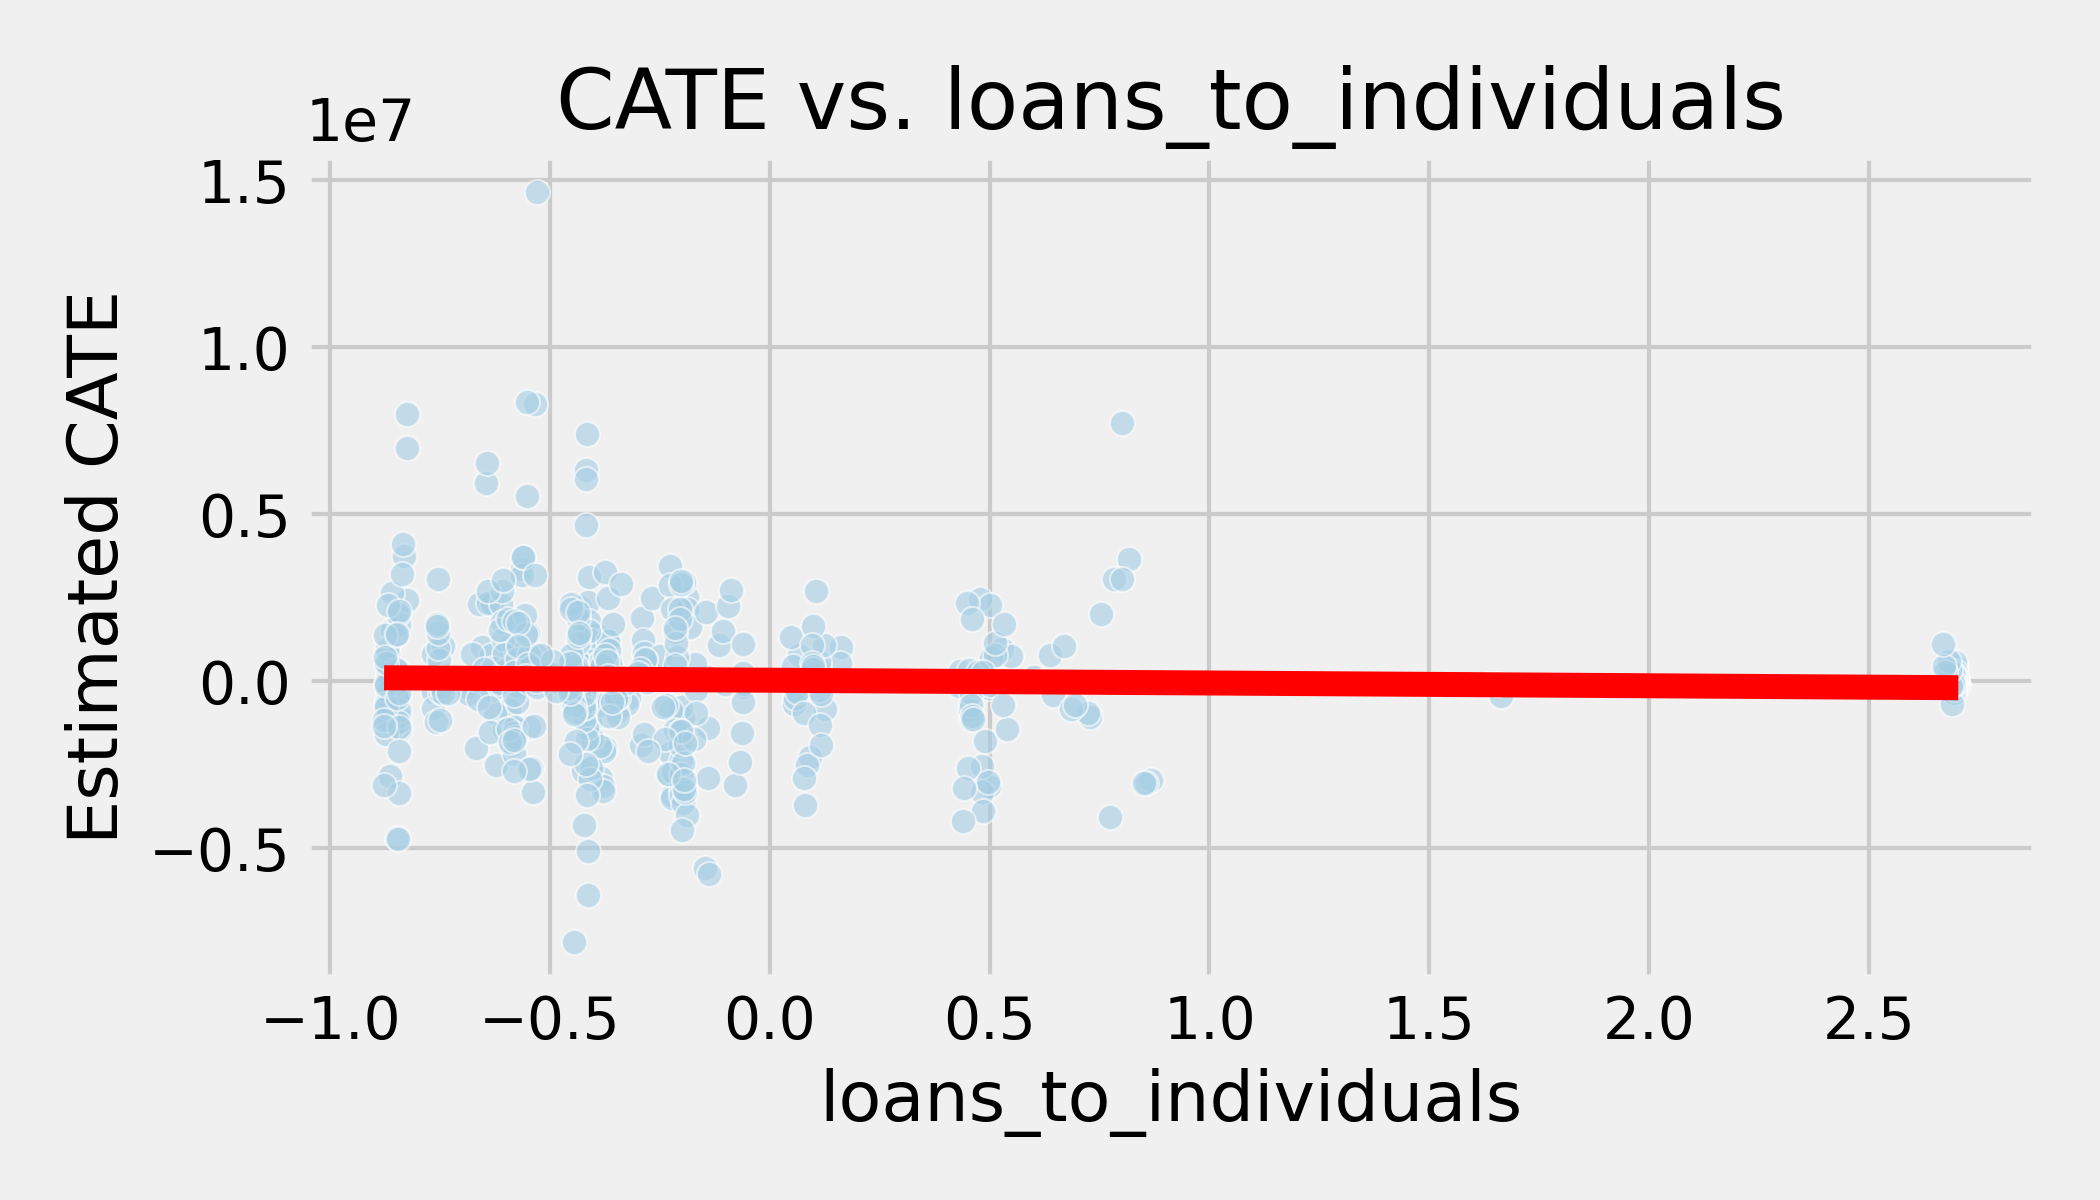 CATE vs. loans_to_individuals
1e7
1.5
1.0
0.5
0.0
−0.5
Estimated CATE
−1.0 −0.5 0.0 0.5 1.0 1.5 2.0 2.5
loans_to_individuals